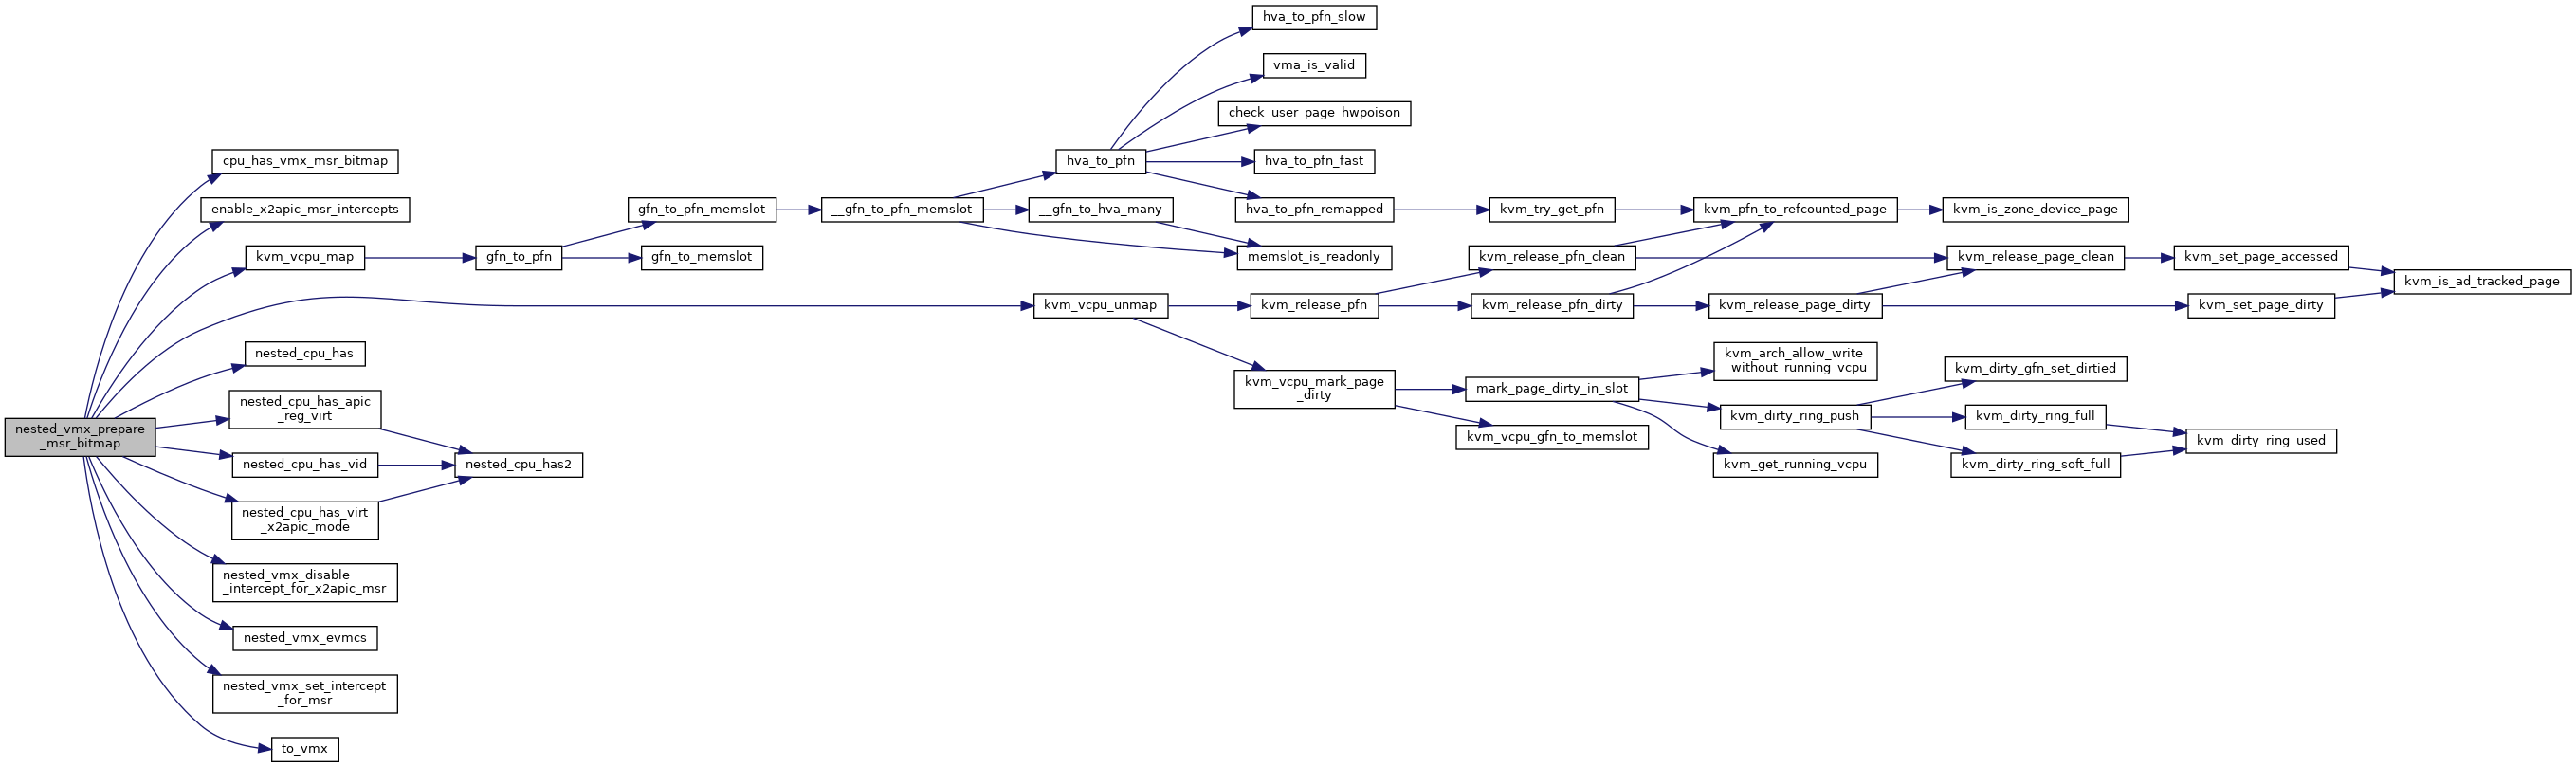 hva_to_pfn_slow
vma_is_valid
check_user_page_hwpoison
cpu_has_vmx_msr_bitmap
hva_to_pfn
hva_to_pfn_fast
enable_x2apic_msr_intercepts
gfn_to_pfn_memslot
__gfn_to_pfn_memslot
__gfn_to_hva_many
hva_to_pfn_remapped
kvm_try_get_pfn
kvm_pfn_to_refcounted_page
kvm_is_zone_device_page
kvm_vcpu_map
gfn_to_pfn
gfn_to_memslot
memslot_is_readonly
kvm_release_pfn_clean
kvm_release_page_clean
kvm_set_page_accessed
kvm_is_ad_tracked_page
kvm_vcpu_unmap
kvm_release_pfn
kvm_release_pfn_dirty
kvm_release_page_dirty
kvm_set_page_dirty
nested_cpu_has
kvm_arch_allow_write
_without_running_vcpu
kvm_dirty_gfn_set_dirtied
kvm_vcpu_mark_page
_dirty
mark_page_dirty_in_slot
nested_cpu_has_apic
_reg_virt
kvm_dirty_ring_push
kvm_dirty_ring_full
nested_vmx_prepare
_msr_bitmap
kvm_vcpu_gfn_to_memslot
kvm_dirty_ring_used
nested_cpu_has_vid
nested_cpu_has2
kvm_get_running_vcpu
kvm_dirty_ring_soft_full
nested_cpu_has_virt
_x2apic_mode
nested_vmx_disable
_intercept_for_x2apic_msr
nested_vmx_evmcs
nested_vmx_set_intercept
_for_msr
to_vmx